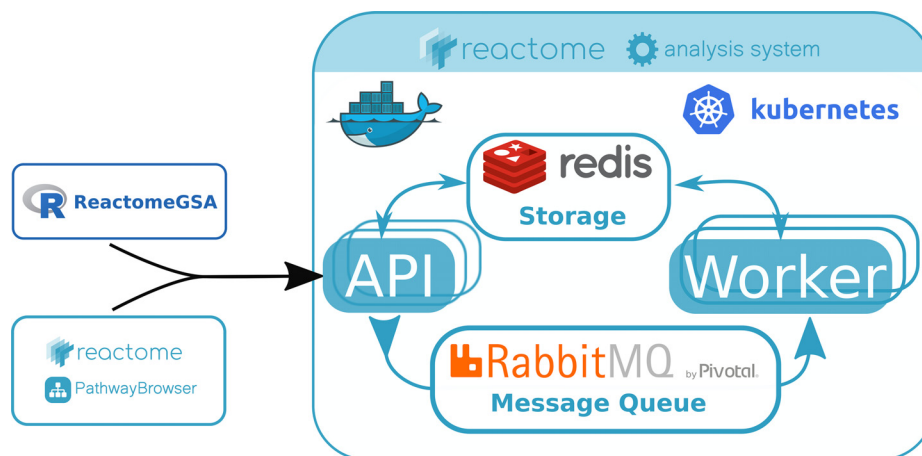 reactome analysis system
kubernetes
redis
Storage
R ReactomeGSA
API
Worker
reactome
PathwayBrowser
RabbitMQ by Pivotal.
Message Queue